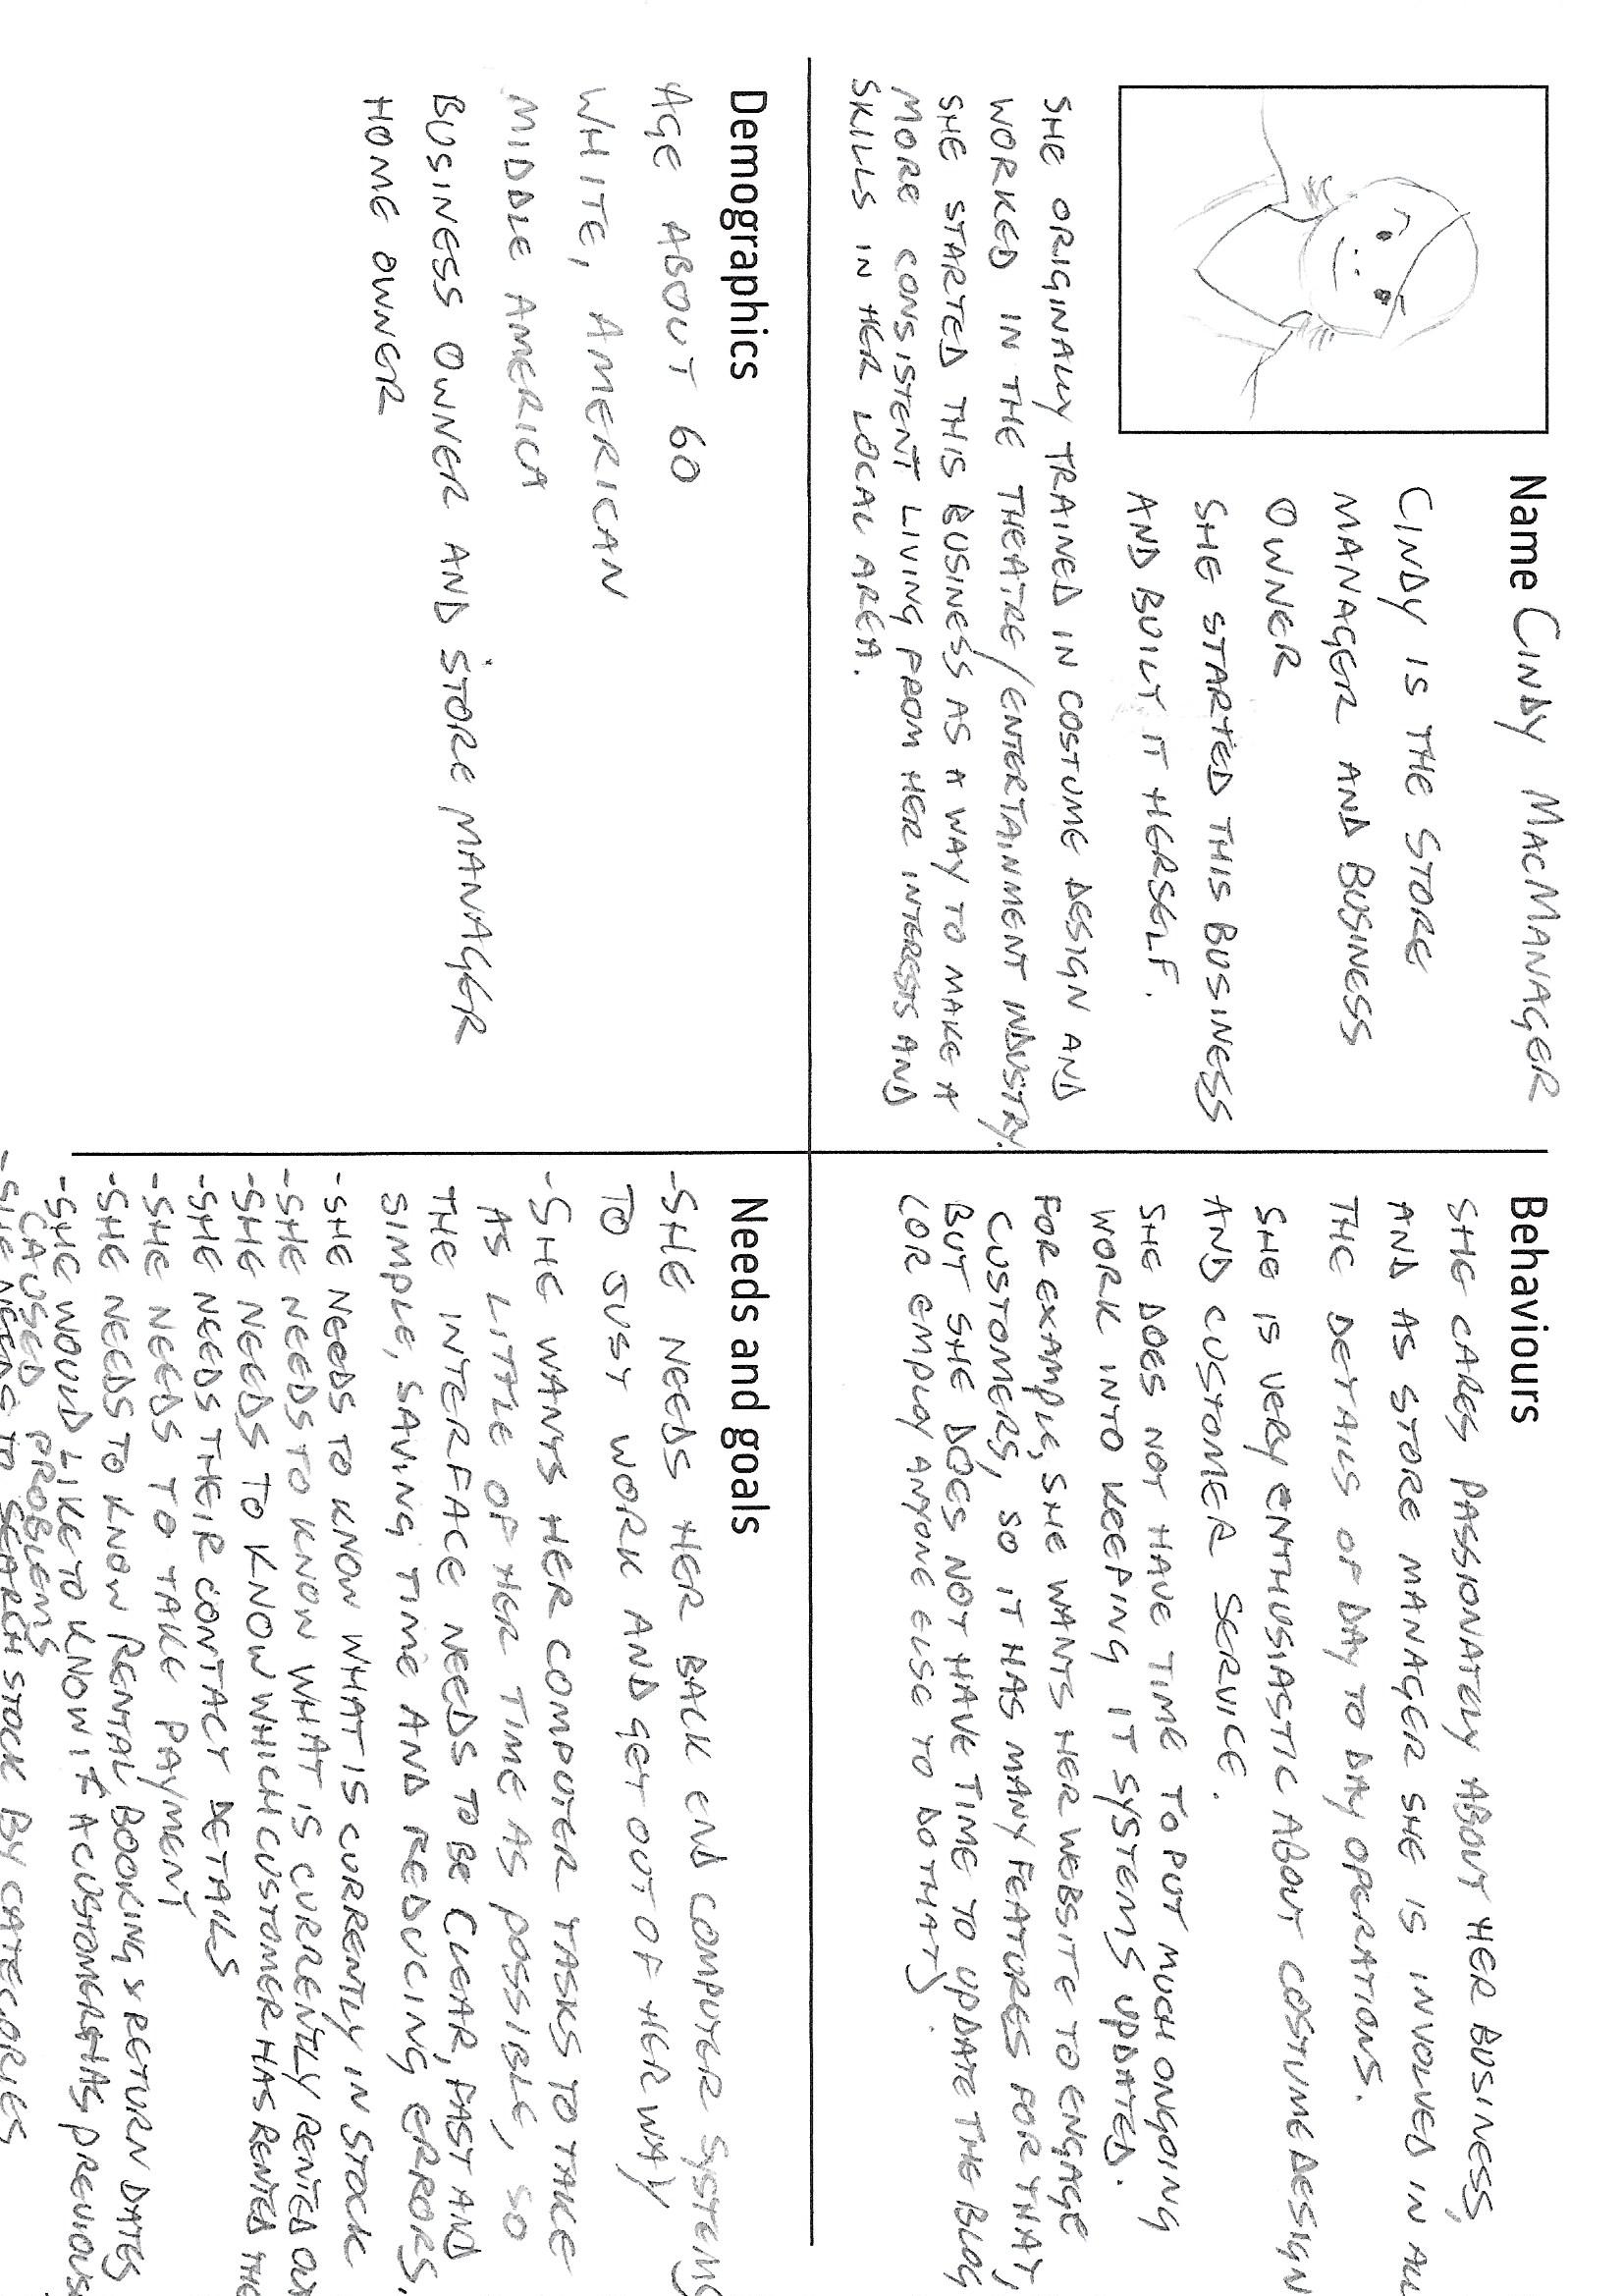 Name CINDY MACMANAGER
CINDY IS THE STORE
MANAGER AND BUSINESS
OWNER
SHE STARTED THIS BUSINESS
AND BUILT IT HERSELF.
SHE ORIGINALLY TRAINED IN COSTUME DESIGN AND
WORKED IN THE THEATRE/ENTERTAINMENT INDUSTRY.
SHE STARTED THIS BUSINESS AS A WAY TO MAKE A
MORE CONSISTENT LIVING FROM HER INTERESTS AND
SKILLS IN HER LOCAL AREA.
Behaviours
SHE CARES PASSIONATELY ABOUT HER BUSINESS,
AND AS STORE MANAGER SHE IS INVOLVED IN ALL
THE DETAILS OF DAY TO DAY OPERATIONS.
SHE IS VERY ENTHUSIASTIC ABOUT COSTUME DESIGN
AND CUSTOMER SERVICE.
SHE DOES NOT HAVE TIME TO PUT MUCH ONGOING
WORK INTO KEEPING IT SYSTEMS UPDATED.
FOR EXAMPLE, SHE WANTS HER WEBSITE TO ENGAGE
CUSTOMERS, SO IT HAS MANY FEATURES FOR THAT,
BUT SHE DOES NOT HAVE TIME TO UPDATE THE BLOG
(OR EMPLOY ANYONE ELSE TO DO THAT).
Demographics
AGE ABOUT 60
WHITE, AMERICAN
MIDDLE AMERICA
BUSINESS OWNER AND STORE MANAGER
HOME OWNER
Needs and goals
-SHE NEEDS HER BACK END COMPUTER SYSTEMS
TO JUST WORK AND GET OUT OF HER WAY
-SHE WANTS HER COMPUTER TASKS TO TAKE
AS LITTLE OF HER TIME AS POSSIBLE, SO
THE INTERFACE NEEDS TO BE CLEAR, FAST AND
SIMPLE, SAVING TIME AND REDUCING ERRORS.
-SHE NEEDS TO KNOW WHAT IS CURRENTLY IN STOCK
-SHE NEEDS TO KNOW WHAT IS CURRENTLY RENTED OUT
-SHE NEEDS TO KNOW WHICH CUSTOMER HAS RENTED
-SHE NEEDS THEIR CONTACT DETAILS
-SHE NEEDS TO TAKE PAYMENT
-SHE NEEDS TO KNOW RENTAL BOOKING & RETURN DATES
-SHE WOULD LIKE TO KNOW IF A CUSTOMER HAS PREVIOUS
CAUSED PROBLEMS
-SHE NEEDS TO SEARCH STOCK BY CATEGORIES